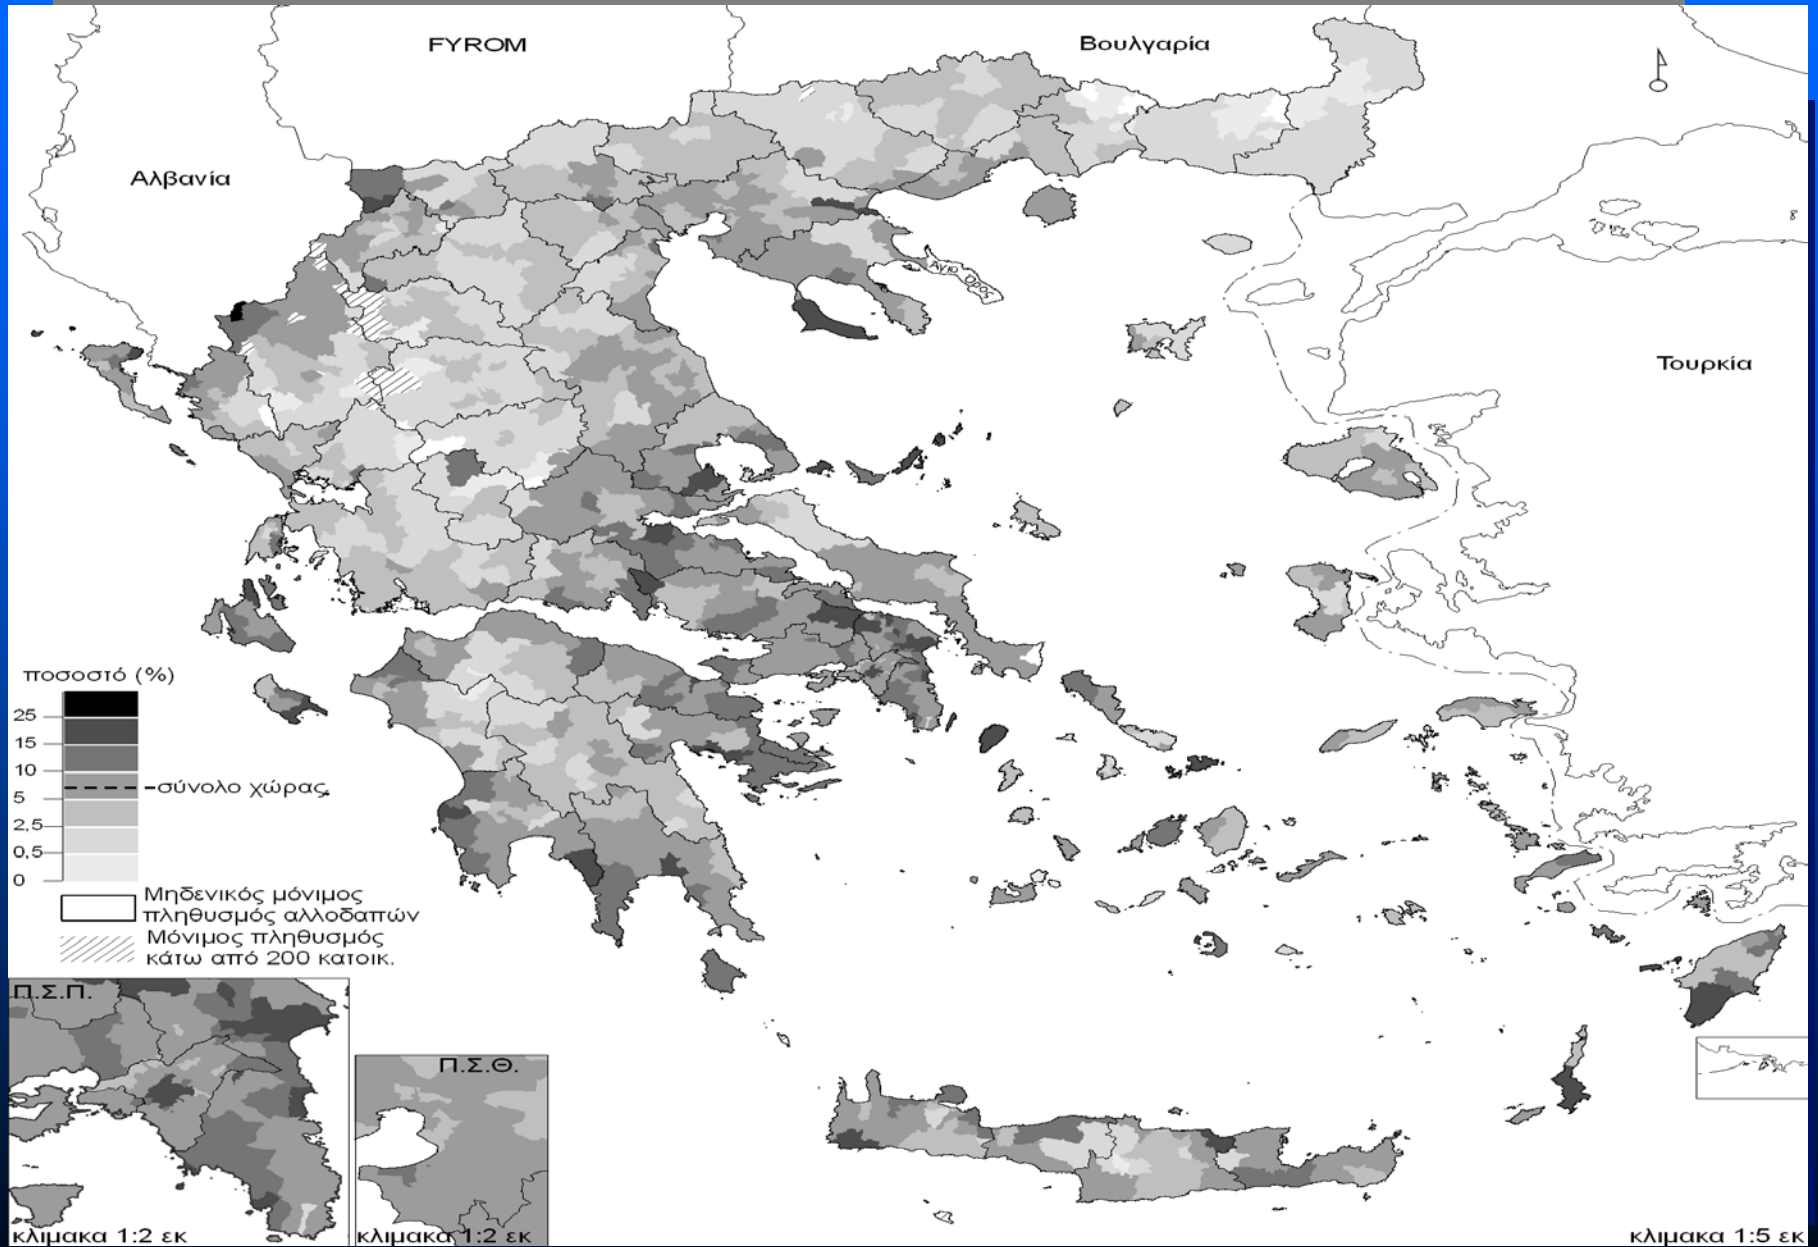 FYROM
Βουλγαρία
Αλβανία
Άγιο Όρος
Τουρκία
ποσοστό (%)
25
15
10
σύνολο χώρας
5
2,5
0,5
0
Μηδενικός μόνιμος
πληθυσμός αλλοδαπών
Μόνιμος πληθυσμός
κάτω από 200 κατοικ.
Π.Σ.Π.
κλιμακα 1:2 εκ
Π.Σ.Θ.
κλιμακα 1:2 εκ
κλιμακα 1:5 εκ